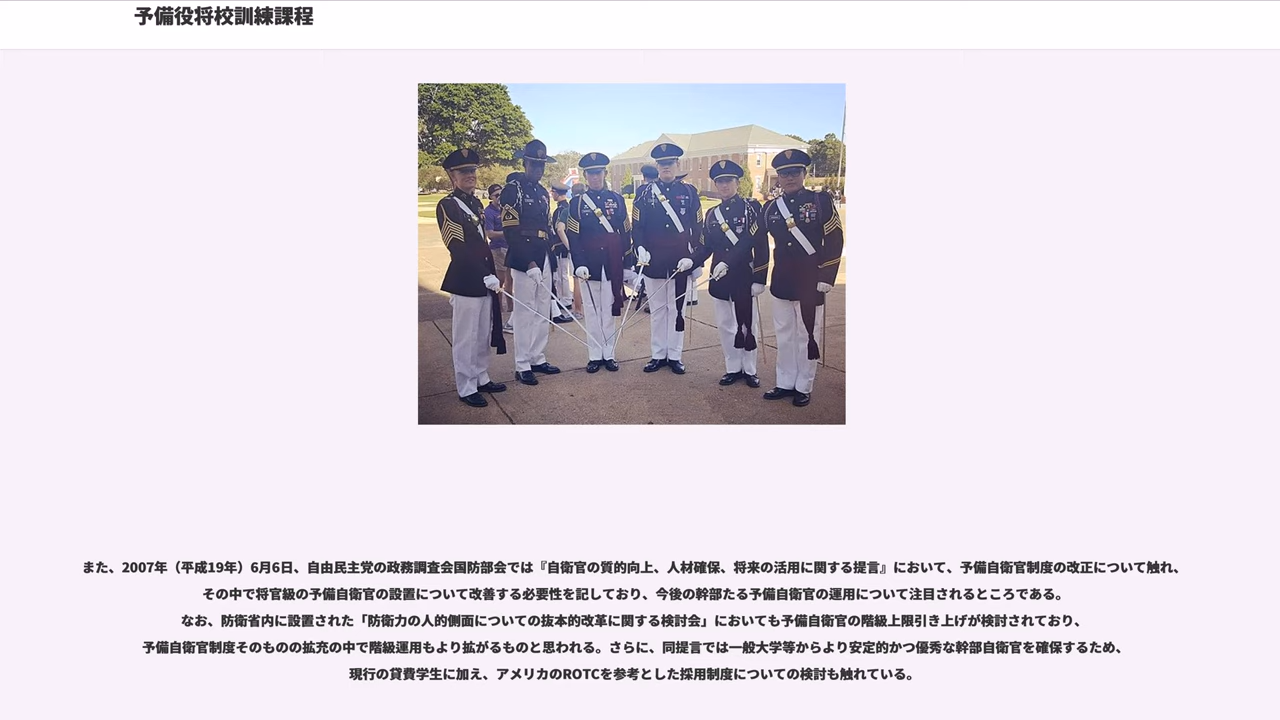 予備役将校訓練課程
また、2007年（平成19年）6月6日、自由民主党の政務調査会国防部会では『自衛官の質的向上、人材確保、将来の活用に関する提言』において、予備自衛官制度の改正について触れ、
その中で将官級の予備自衛官の設置について改善する必要性を記しており、今後の幹部たる予備自衛官の運用について注目されるところである。
なお、防衛省内に設置された「防衛力の人的側面についての抜本的改革に関する検討会」においても予備自衛官の階級上限引き上げが検討されており、
予備自衛官制度そのものの拡充の中で階級運用もより拡がるものと思われる。さらに、同提言では一般大学等からより安定的かつ優秀な幹部自衛官を確保するため、
現行の貸費学生に加え、アメリカのROTCを参考とした採用制度についての検討も触れている。